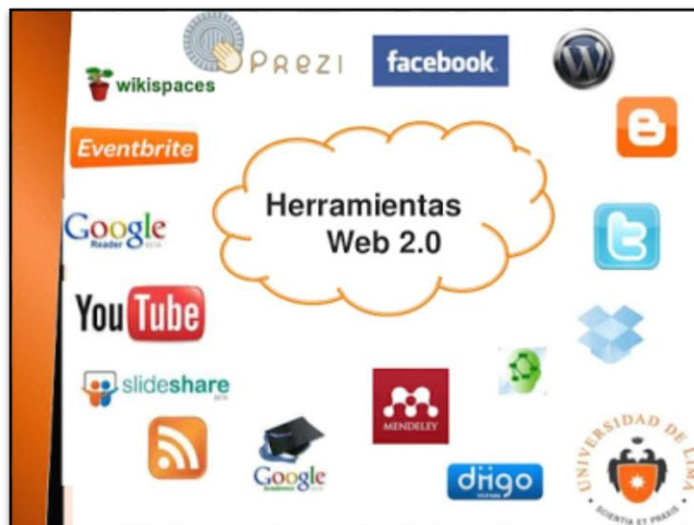 PREZI
facebook
wikispaces
Eventbrite
Herramientas
Web 2.0
Google
Reader
YouTube
slideshare
MENDELEY
Google
diigo
UNIVERSIDAD DE LIMA
SCIENTIA ET PRAXIS